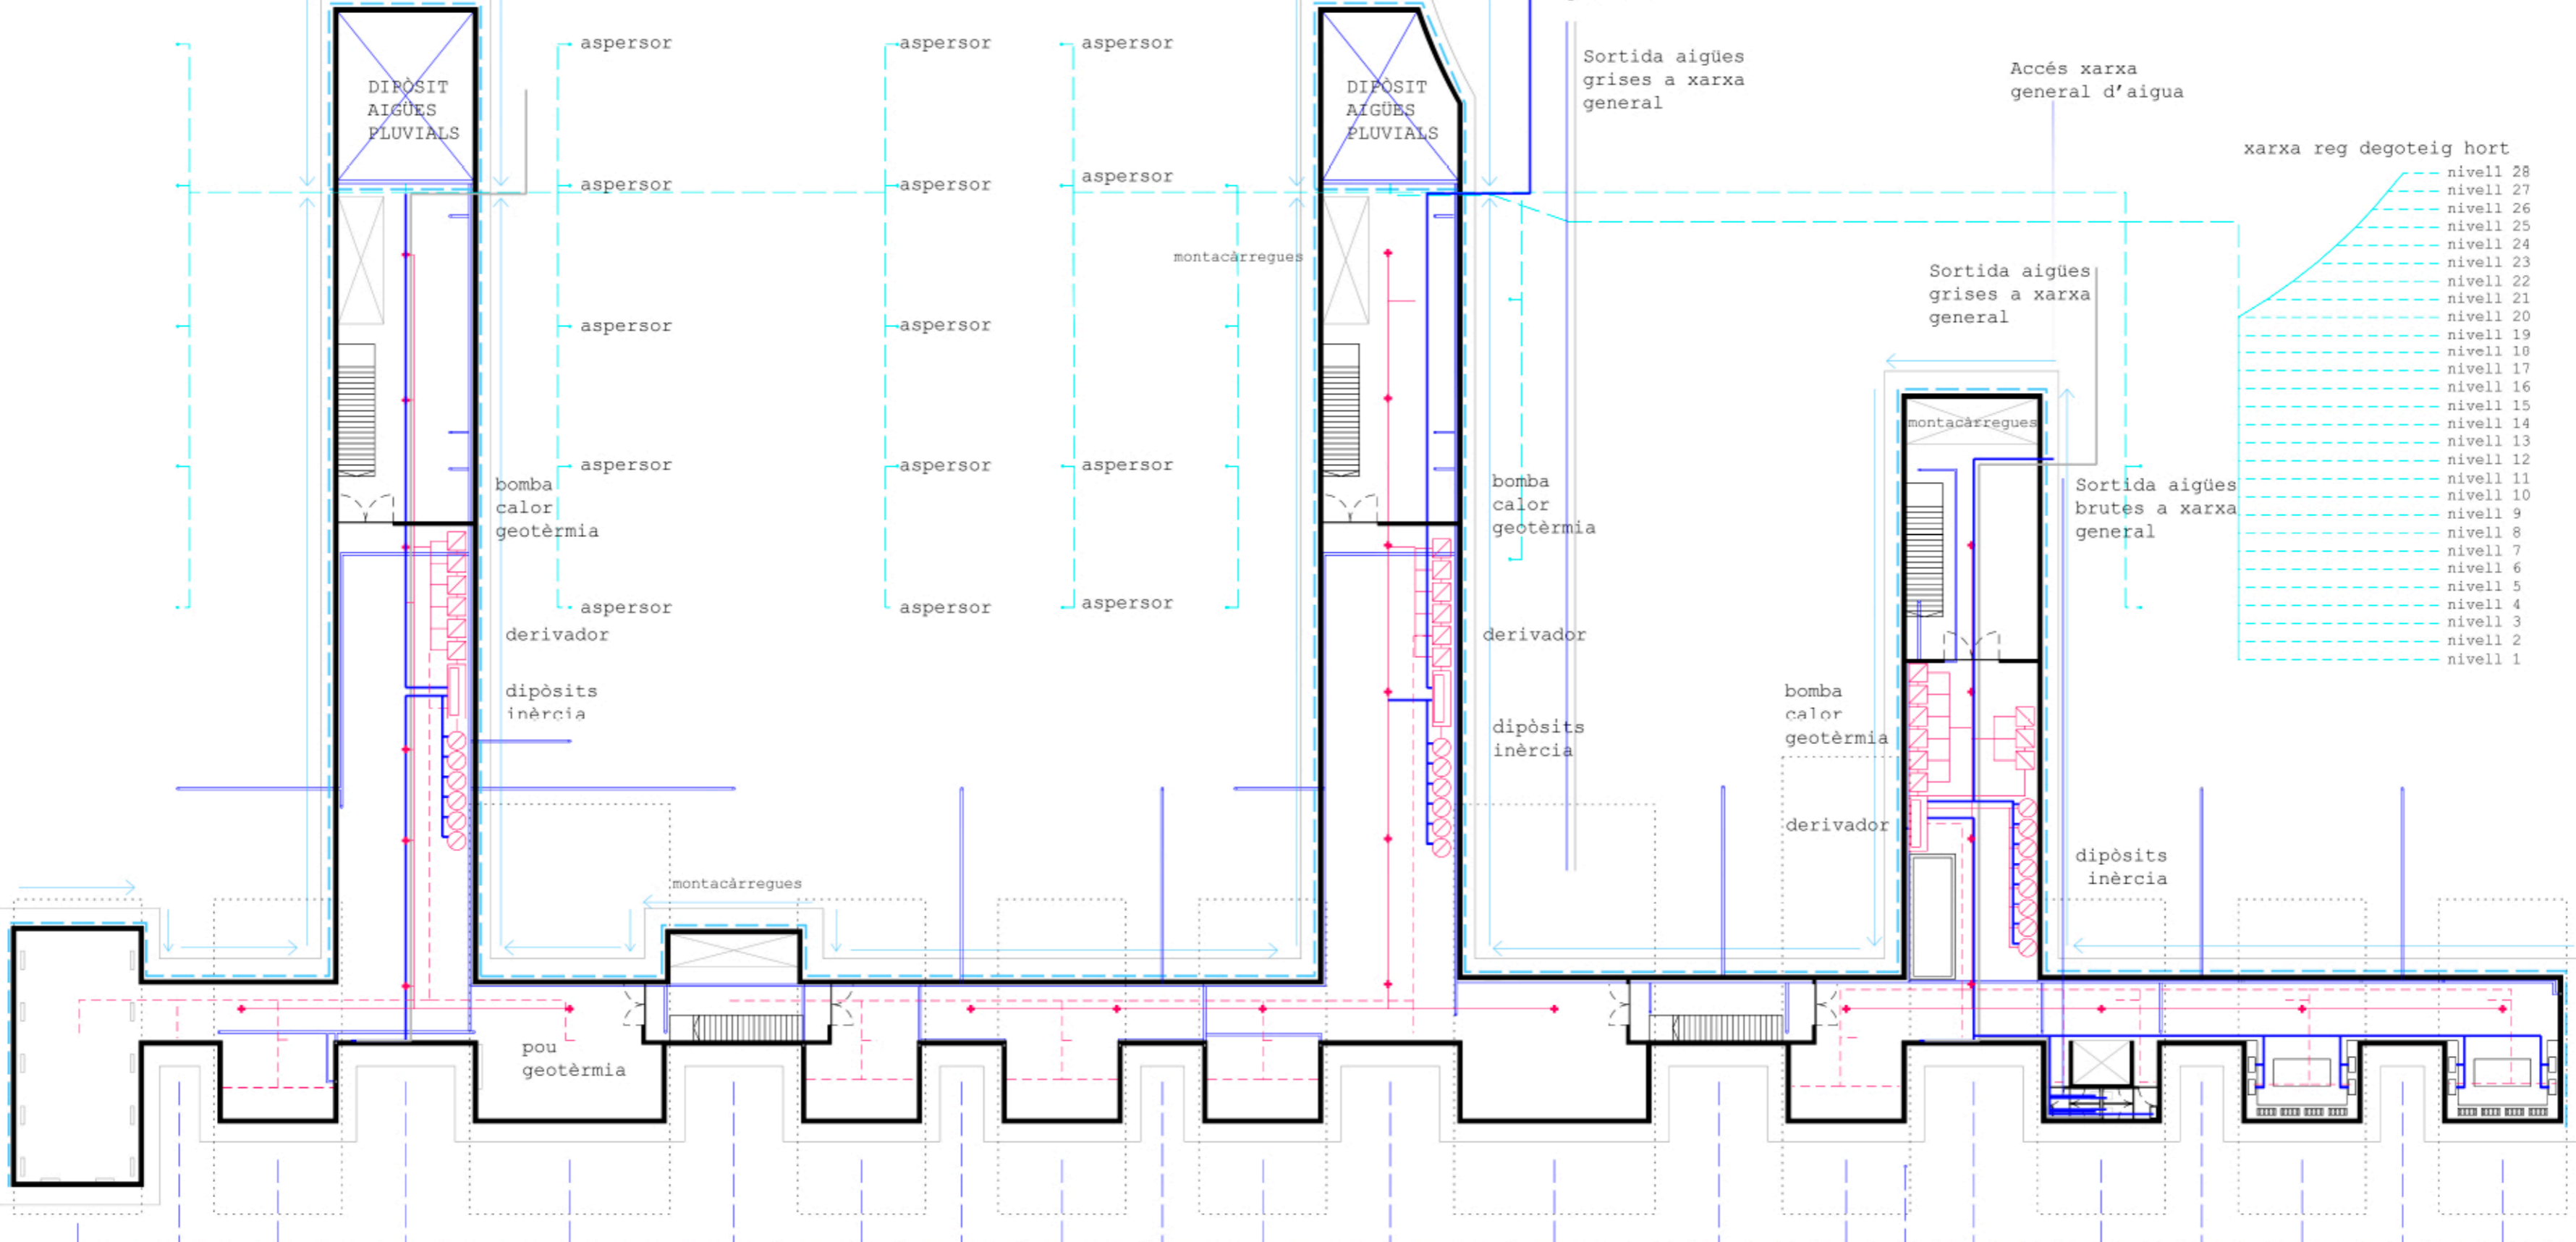 aspersor
aspersor
aspersor
Sortida aigües
grises a xarxa
general
Accés xarxa
general d'aigua
DIPÒSIT
AIGÜES
PLUVIALS
DIPÒSIT
AIGÜES
PLUVIALS
xarxa reg degoteig hort
nivell 28
nivell 27
nivell 26
nivell 25
nivell 24
nivell 23
nivell 22
nivell 21
nivell 20
nivell 19
nivell 18
nivell 17
nivell 16
nivell 15
nivell 14
nivell 13
nivell 12
nivell 11
nivell 10
nivell 9
nivell 8
nivell 7
nivell 6
nivell 5
nivell 4
nivell 3
nivell 2
nivell 1
aspersor
aspersor
aspersor
montacàrregues
Sortida aigües
grises a xarxa
general
aspersor
aspersor
montacàrregues
aspersor
aspersor
aspersor
bomba
calor
geotèrmia
bomba
calor
geotèrmia
Sortida aigües
brutes a xarxa
general
aspersor
aspersor
aspersor
derivador
derivador
dipòsits
inèrcia
bomba
calor
geotèrmia
dipòsits
inèrcia
derivador
dipòsits
inèrcia
montacàrregues
pou
geotèrmia